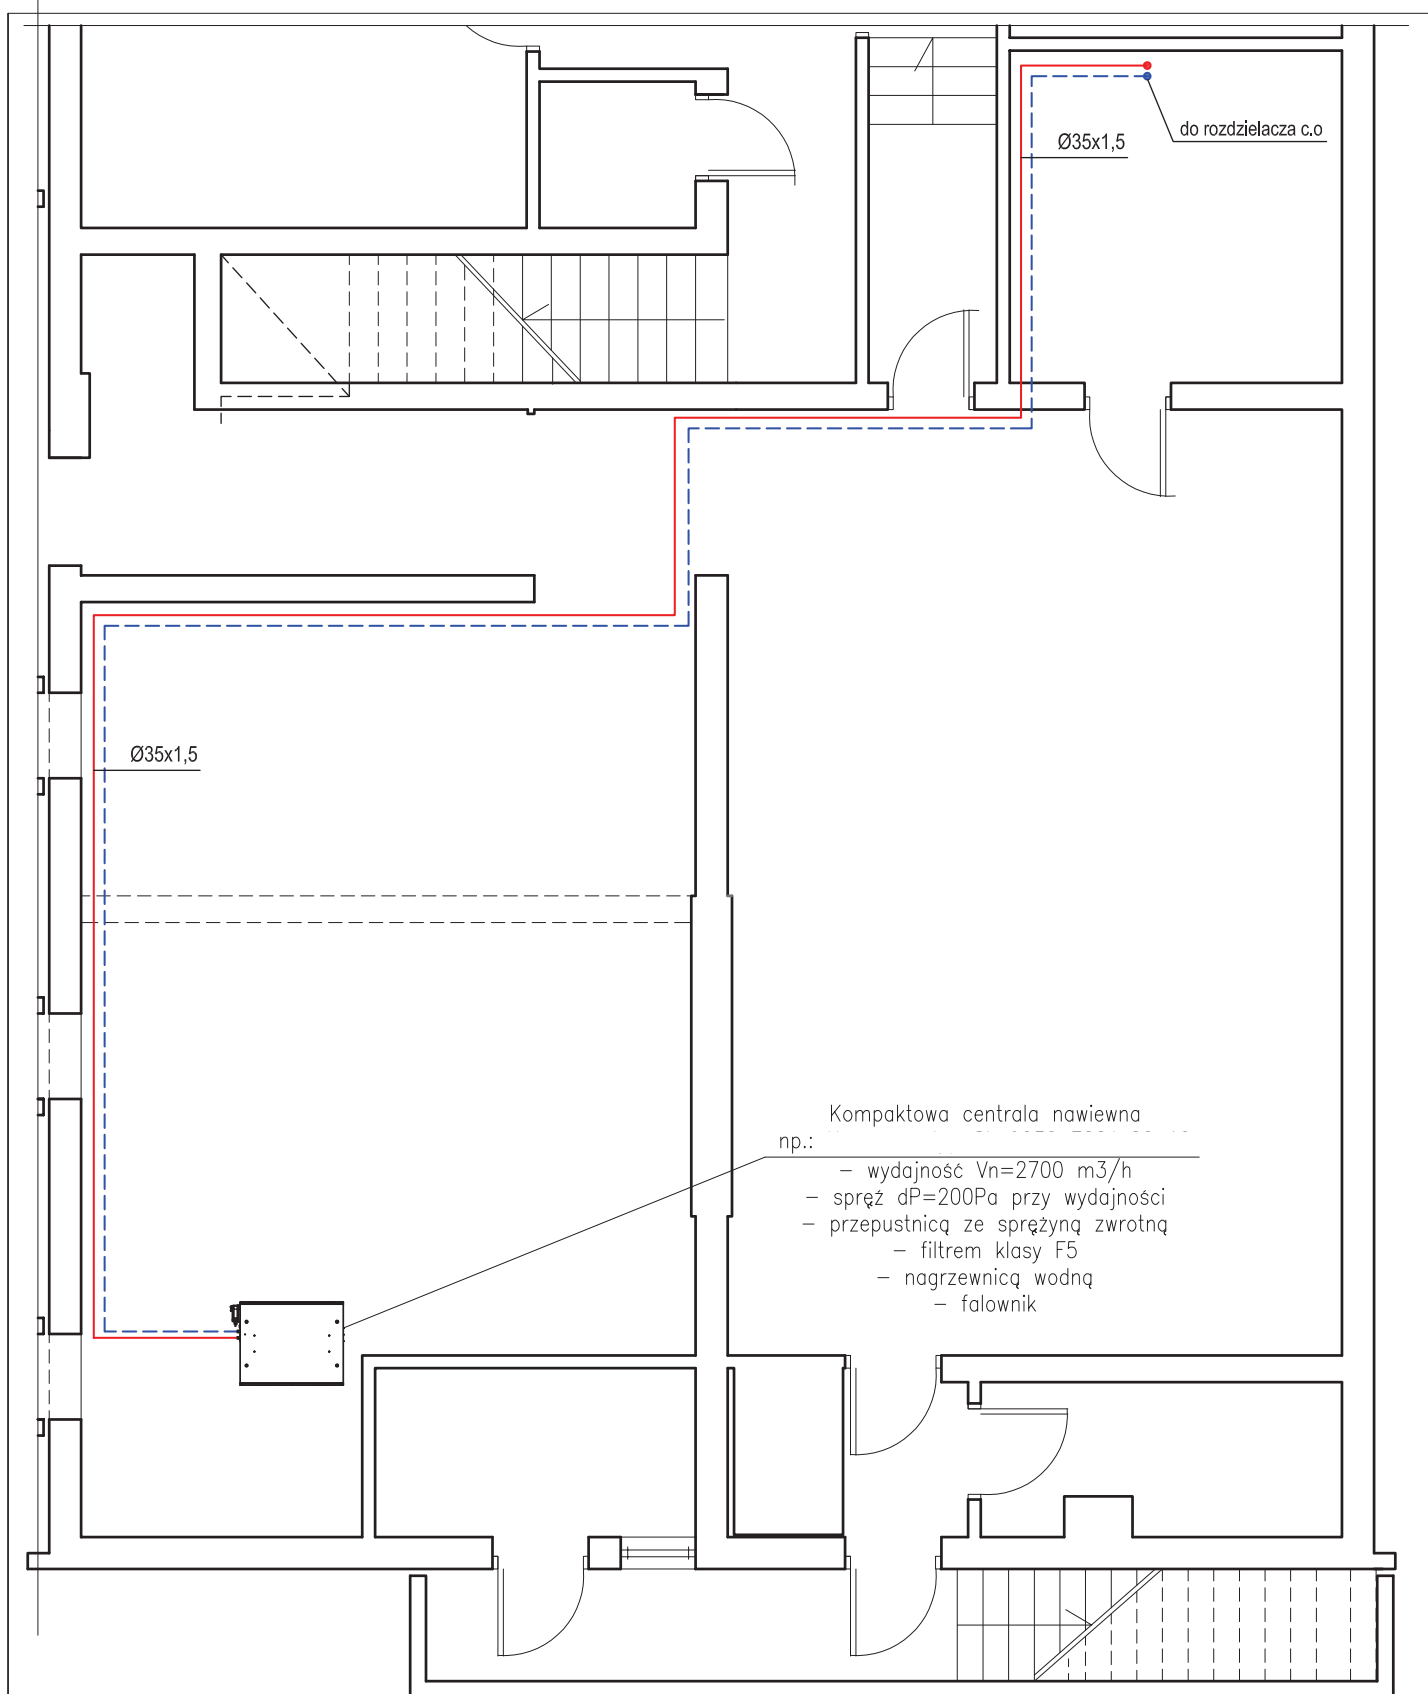 do rozdzielacza c.o
Ø35x1,5
Ø35x1,5
Kompaktowa centrala nawiewna
np.:
– wydajność Vn=2700 m3/h
– spręż dP=200Pa przy wydajności
– przepustnicą ze sprężyną zwrotną
– filtrem klasy F5
– nagrzewnicą wodną
– falownik